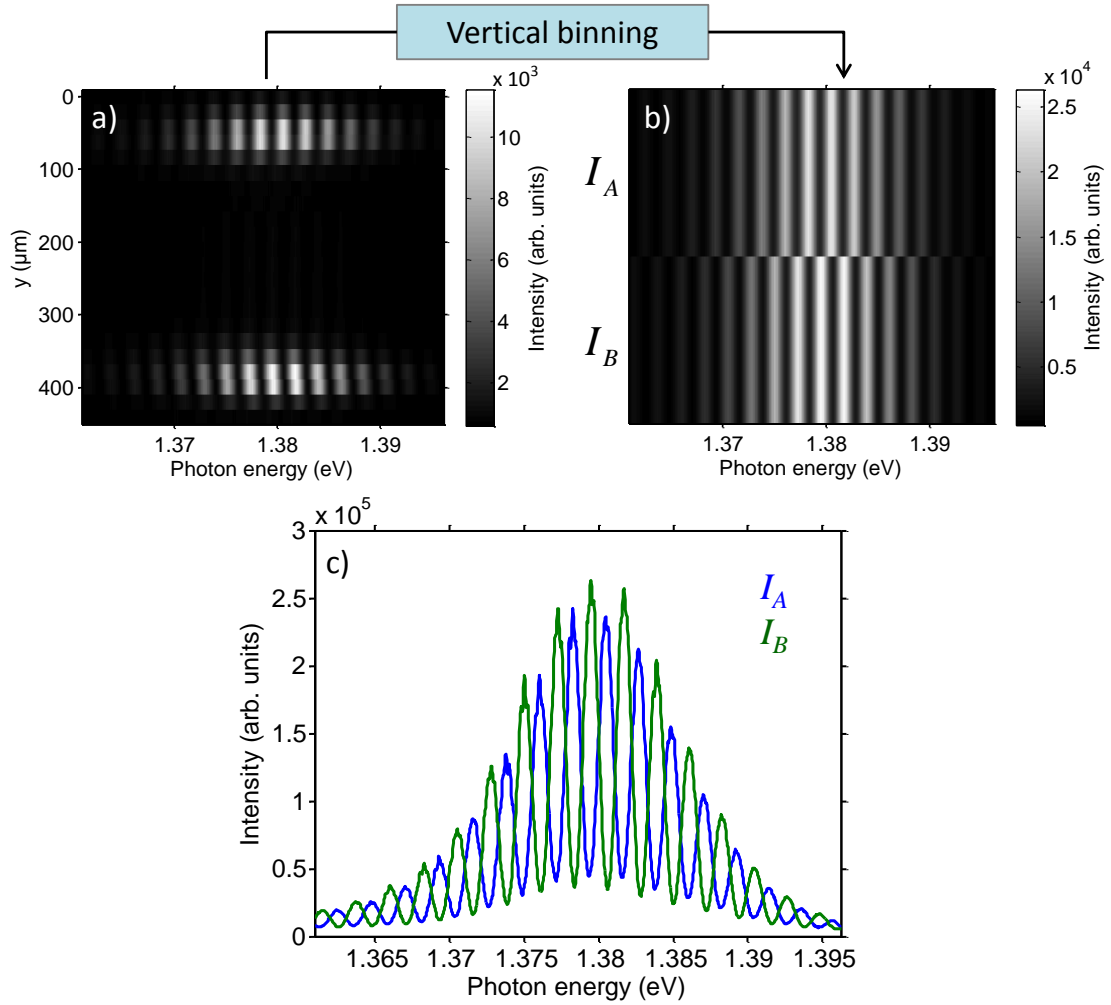 Vertical binning
a)
x 10³
0
100
200
300
400
y (µm)
1.37 1.38 1.39
Photon energy (eV)
10
8
6
4
2
Intensity (arb. units)
b)
I_A
I_B
x 10⁴
2.5
2
1.5
1
0.5
Intensity (arb. units)
1.37 1.38 1.39
Photon energy (eV)
x 10⁵
c)
I_A
I_B
3
2.5
2
1.5
1
0.5
0
Intensity (arb. units)
1.365 1.37 1.375 1.38 1.385 1.39 1.395
Photon energy (eV)